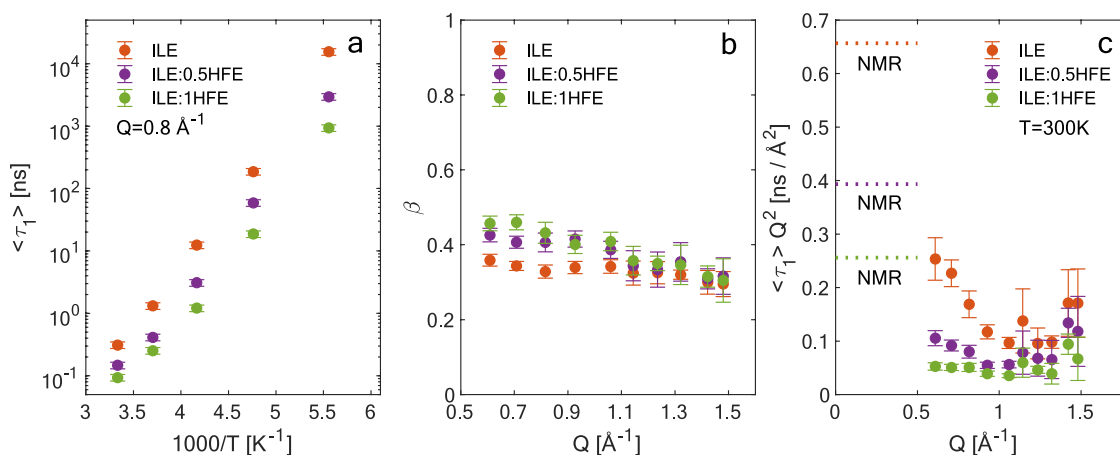 a
ILE
ILE:0.5HFE
ILE:1HFE
Q=0.8 Å⁻¹
10⁴
10³
10²
10¹
10⁰
10⁻¹
<τ₁> [ns]
3 3.5 4 4.5 5 5.5 6
1000/T [K⁻¹]
b
ILE
ILE:0.5HFE
ILE:1HFE
1
0.8
0.6
0.4
0.2
0
β
0.5 0.7 0.9 1.1 1.3 1.5
Q [Å⁻¹]
c
ILE
ILE:0.5HFE
ILE:1HFE
T=300K
NMR
NMR
NMR
0.7
0.6
0.5
0.4
0.3
0.2
0.1
0
<τ₁> Q² [ns / Å²]
0 0.5 1 1.5
Q [Å⁻¹]